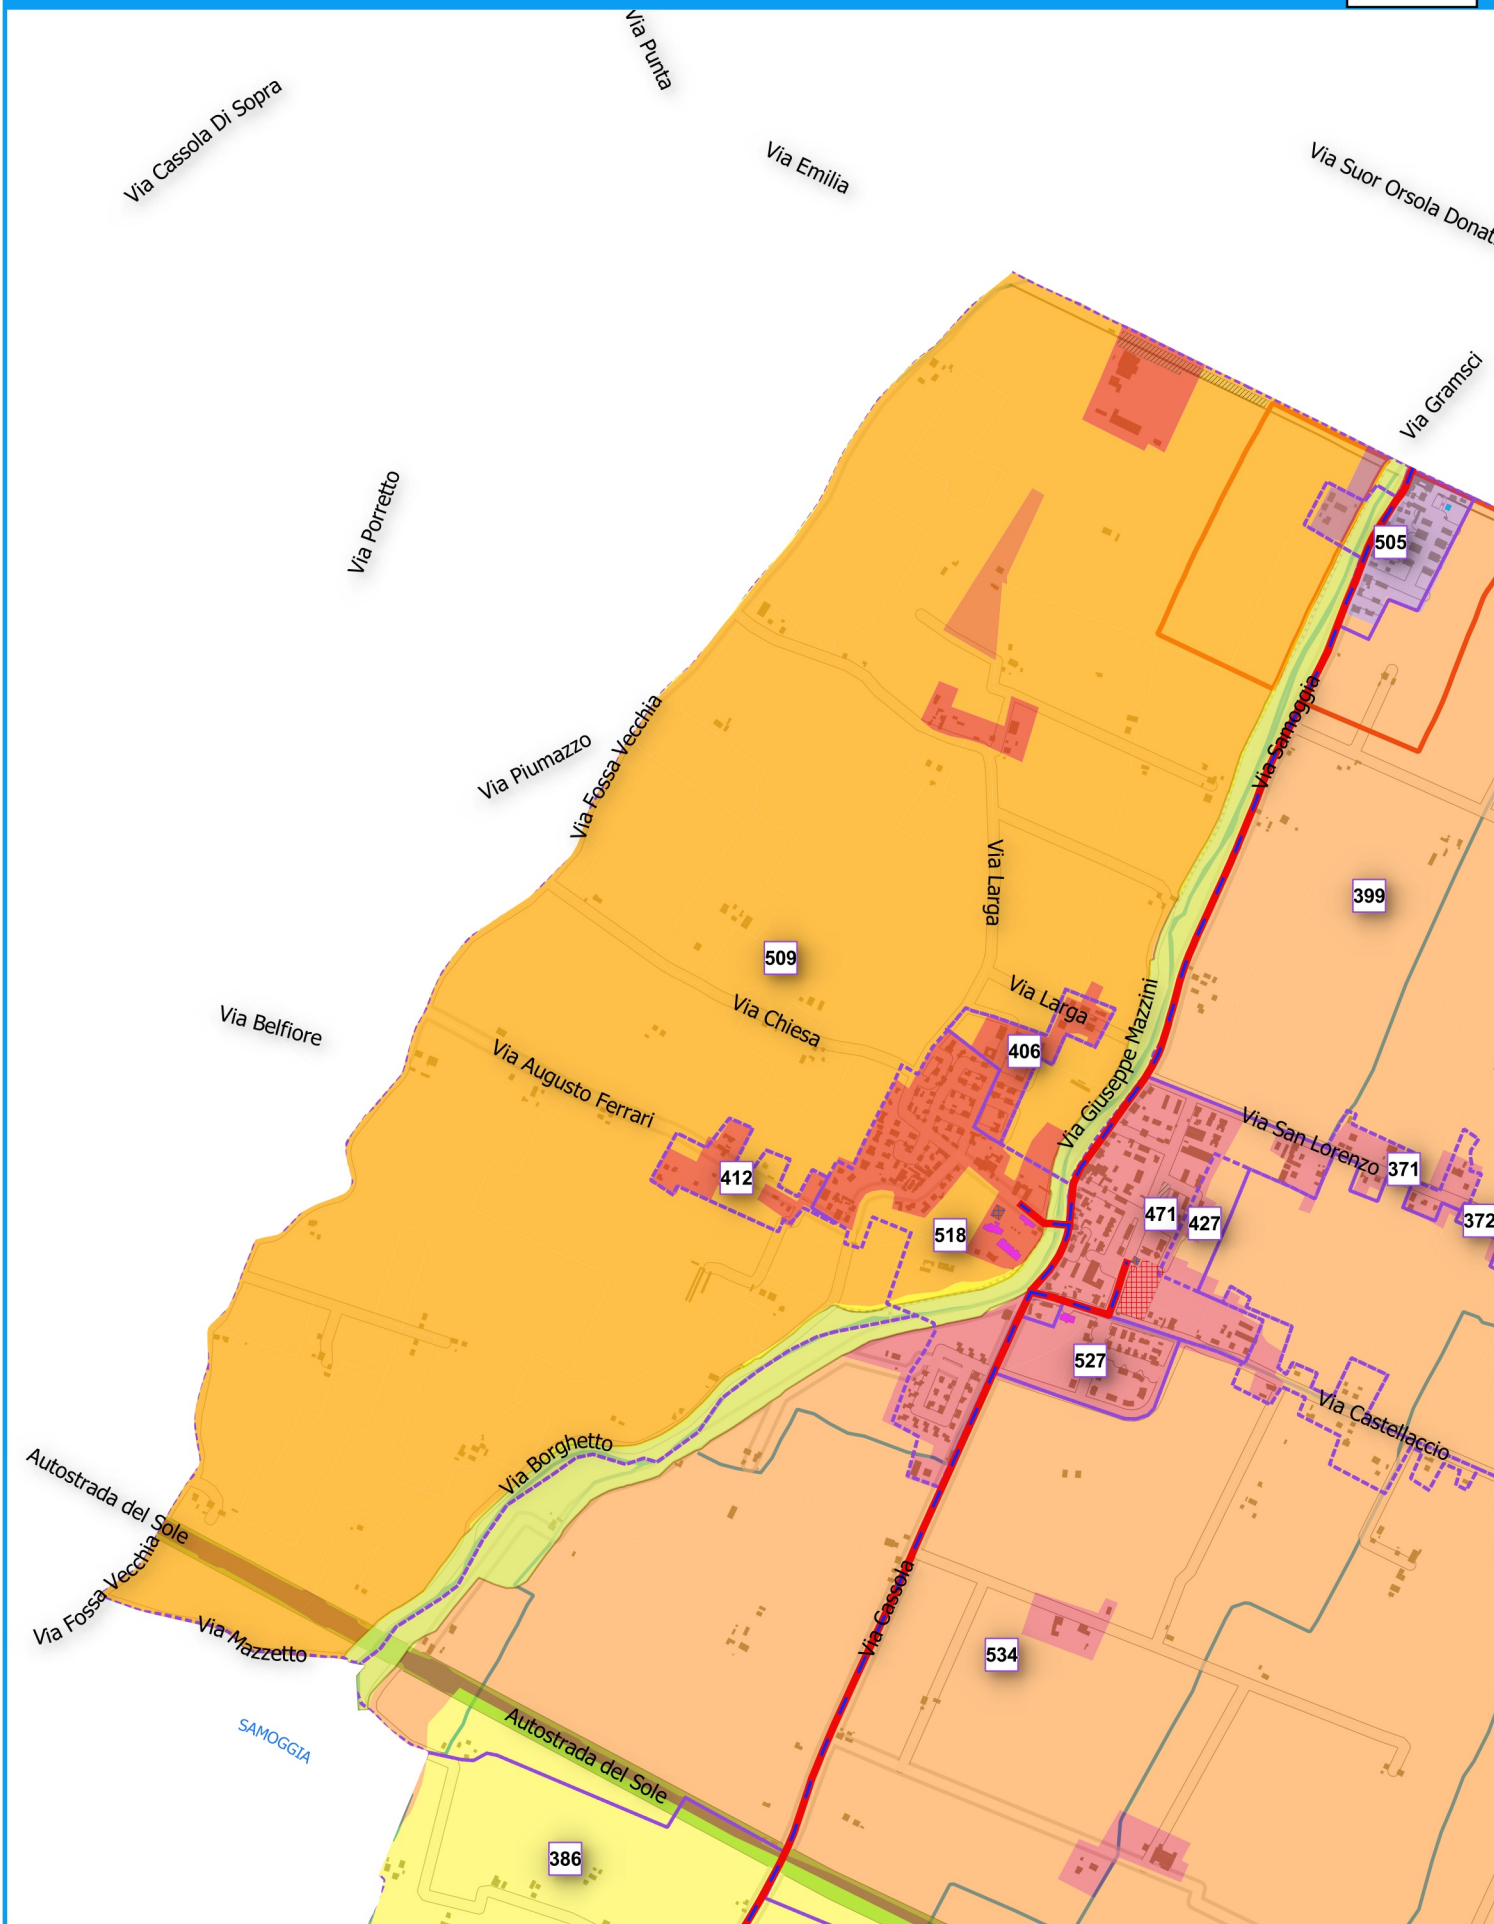 Via Punta
Via Cassola Di Sopra
Via Emilia
Via Suor Orsola Donat
Via Gramsci
Via Porretto
505
Via Samoggia
Via Fossa Vecchia
Via Piumazzo
Via Larga
399
509
Via Larga
Via Chiesa
Via Belfiore
406
Via Giuseppe Mazzini
Via Augusto Ferrari
Via San Lorenzo
371
412
471
427
372
518
527
Via Castellaccio
Via Borghetto
Autostrada del Sole
Via Fossa Vecchia
Via Mazzetto
Via Cassola
534
SAMOGGIA
Autostrada del Sole
386